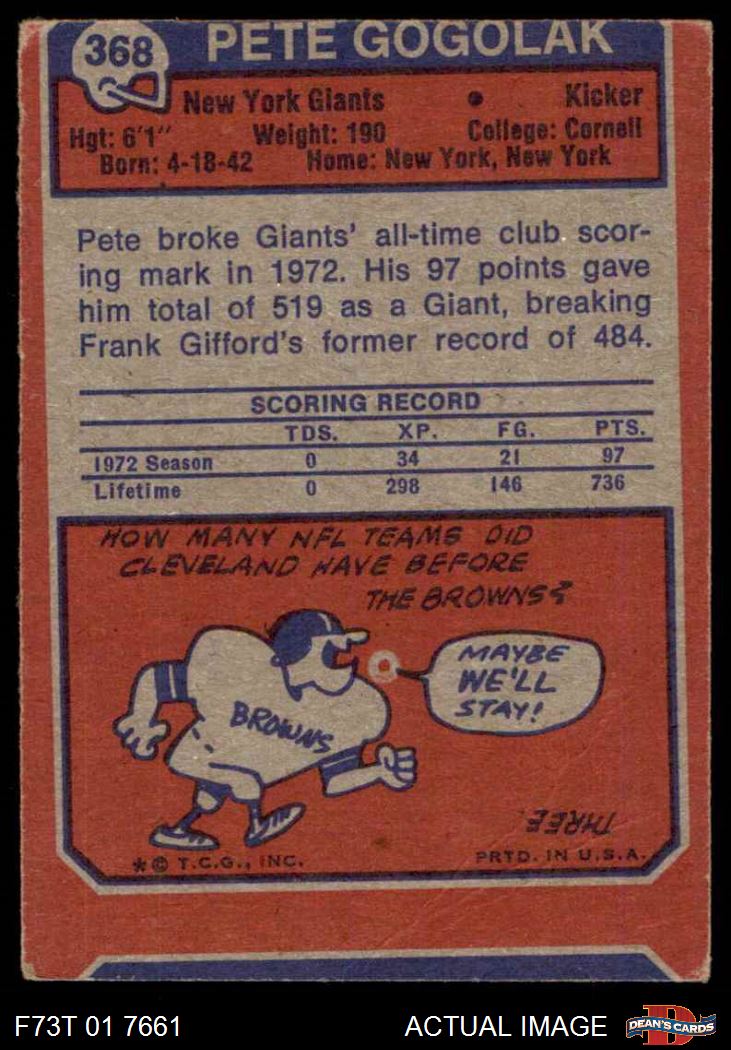 368
PETE GOGOLAK
New York Giants • Kicker
Hgt: 6'1" Weight: 190 College: Cornell
Born: 4-18-42 Home: New York, New York
Pete broke Giants' all-time club scor-
ing mark in 1972. His 97 points gave
him total of 519 as a Giant, breaking
Frank Gifford's former record of 484.
SCORING RECORD
TDS. XP. FG. PTS.
1972 Season 0 34 21 97
Lifetime 0 298 146 736
HOW MANY NFL TEAMS DID
CLEVELAND HAVE BEFORE
THE BROWNS?
MAYBE
WE'LL
STAY!
BROWNS
THREE.
*© T.C.G., INC. PRTD. IN U.S.A.
F73T 01 7661 ACTUAL IMAGE
D
DEAN'S CARDS